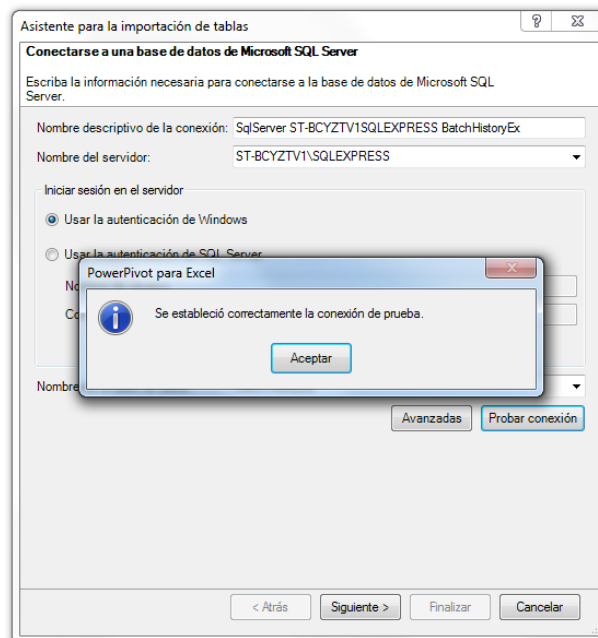 Asistente para la importación de tablas
Conectarse a una base de datos de Microsoft SQL Server
Escriba la información necesaria para conectarse a la base de datos de Microsoft SQL
Server.
Nombre descriptivo de la conexión: SqlServer ST-BCYZTV1SQLEXPRESS BatchHistoryEx
Nombre del servidor: ST-BCYZTV1\SQLEXPRESS
Iniciar sesión en el servidor
Usar la autenticación de Windows
Usar la autenticación de SQL Server
PowerPivot para Excel
Se estableció correctamente la conexión de prueba.
Aceptar
Nombre
Avanzadas Probar conexión
< Atrás Siguiente > Finalizar Cancelar